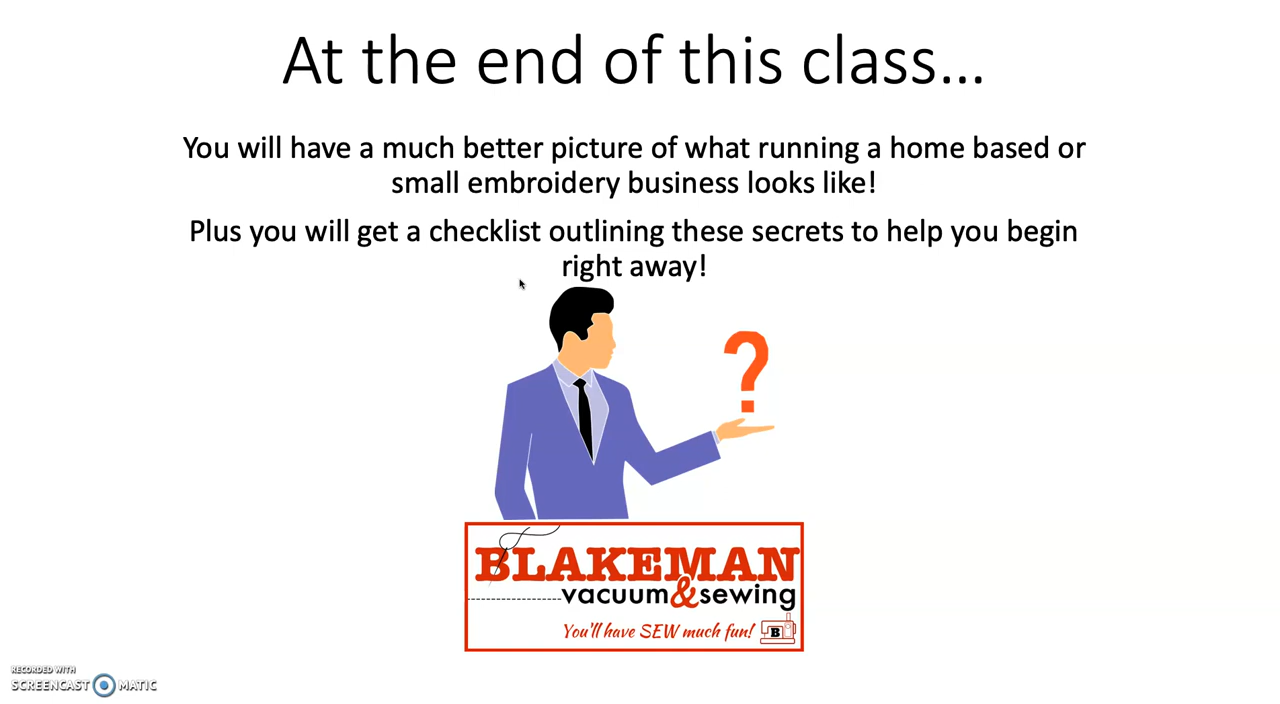 At the end of this class...
You will have a much better picture of what running a home based or
small embroidery business looks like!
Plus you will get a checklist outlining these secrets to help you begin
right away!
?
BLAKEMAN
vacuum&sewing
You'll have SEW much fun!
B
RECORDED WITH
SCREENCAST MATIC